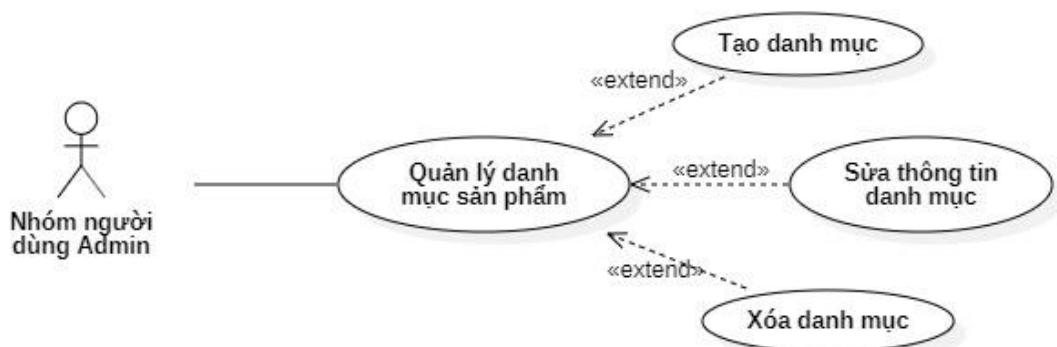 Tạo danh mục
«extend»
Quản lý danh
mục sản phẩm
«extend»
Sửa thông tin
danh mục
Nhóm người
dùng Admin
«extend»
Xóa danh mục